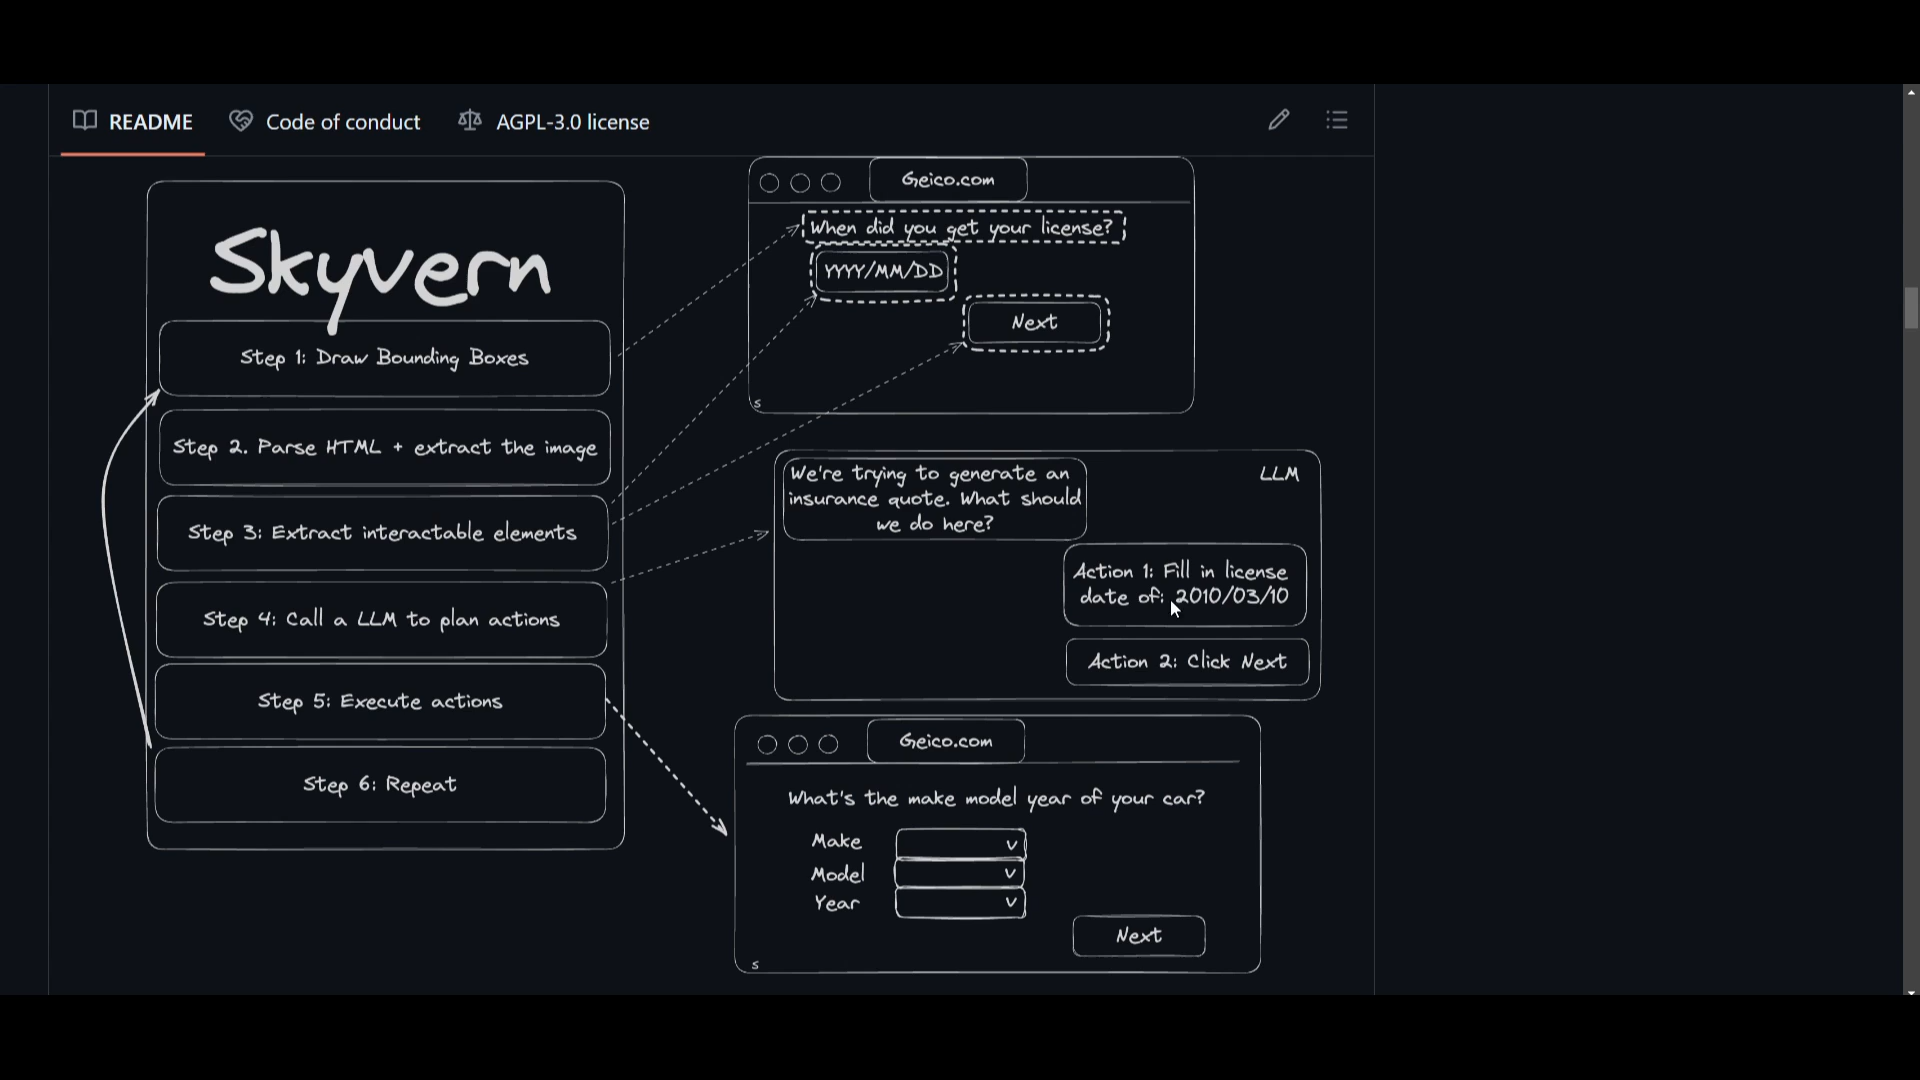 README
Code of conduct
AGPL-3.0 license
Skyvern
Step 1: Draw Bounding Boxes
Step 2. Parse HTML + extract the image
Step 3: Extract interactable elements
Step 4: Call a LLM to plan actions
Step 5: Execute actions
Step 6: Repeat
Geico.com
When did you get your license?
YYYY/MM/DD
Next
s
We're trying to generate an
insurance quote. What should
we do here?
LLM
Action 1: Fill in license
date of: 2010/03/10
Action 2: Click Next
Geico.com
What's the make model year of your car?
Make
Model
Year
Next
s